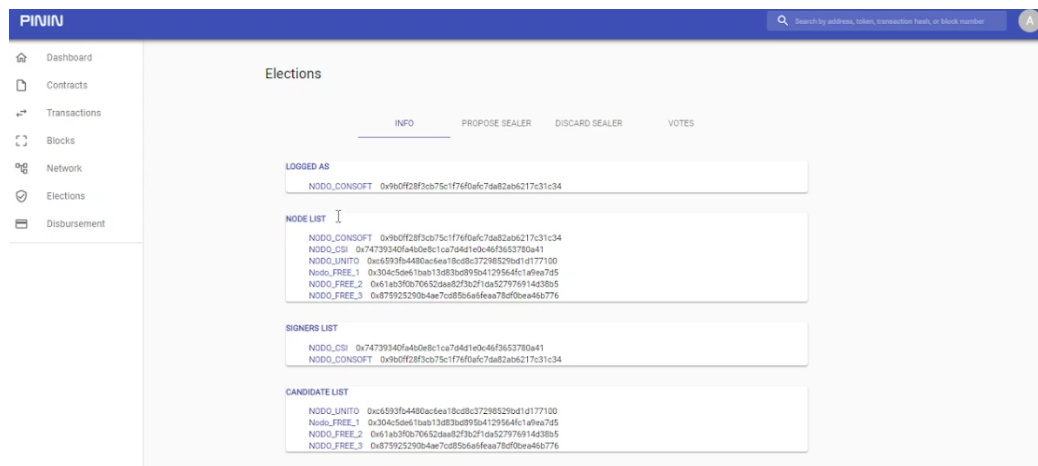 PININ
Search by address, token, transaction hash, or block number
A
Dashboard
Contracts
Transactions
Blocks
Network
Elections
Disbursement
Elections
INFO PROPOSE SEALER DISCARD SEALER VOTES
LOGGED AS
NODO_CONSOFT 0x9b0ff28f3cb75c1f76f0afc7da82ab6217c31c34
NODE LIST
NODO_CONSOFT 0x9b0ff28f3cb75c1f76f0afc7da82ab6217c31c34
NODO_CSI 0x74739340fa4b0e8c1ca7d4d1e0c46f3653780a41
NODO_UNITO 0xc6593fb4480ac6ea18cd8c37298529bd1d177100
Nodo_FREE_1 0x304c5de61bab13d83bd895b4129564fc1a9ea7d5
NODO_FREE_2 0x61ab3f0b70652daa82f3b2f1da527976914d38b5
NODO_FREE_3 0x875925290b4ae7cd85b6a6feaa78df0bea46b776
SIGNERS LIST
NODO_CSI 0x74739340fa4b0e8c1ca7d4d1e0c46f3653780a41
NODO_CONSOFT 0x9b0ff28f3cb75c1f76f0afc7da82ab6217c31c34
CANDIDATE LIST
NODO_UNITO 0xc6593fb4480ac6ea18cd8c37298529bd1d177100
Nodo_FREE_1 0x304c5de61bab13d83bd895b4129564fc1a9ea7d5
NODO_FREE_2 0x61ab3f0b70652daa82f3b2f1da527976914d38b5
NODO_FREE_3 0x875925290b4ae7cd85b6a6feaa78df0bea46b776